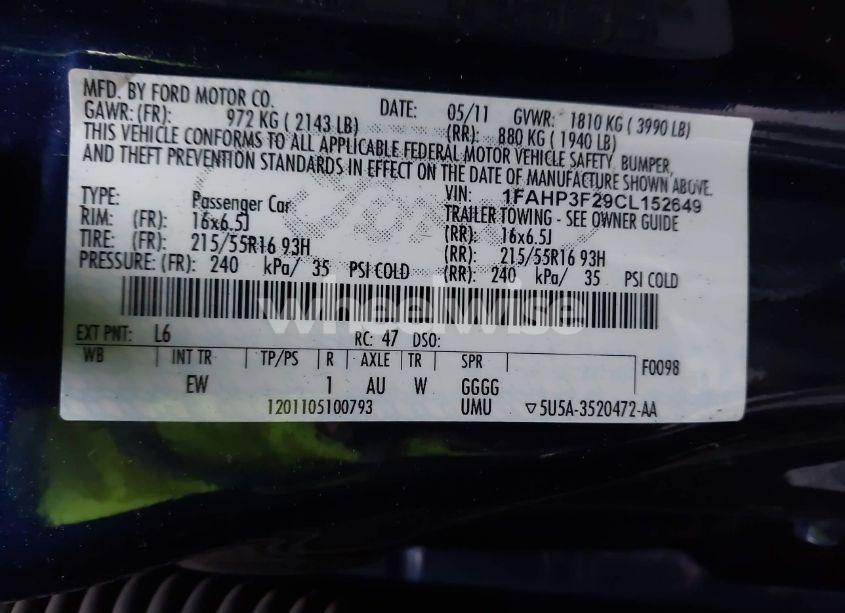 MFD. BY FORD MOTOR CO. DATE: 05/11 GVWR: 1810 KG ( 3990 LB)
GAWR: (FR): 972 KG ( 2143 LB) (RR): 880 KG ( 1940 LB)
THIS VEHICLE CONFORMS TO ALL APPLICABLE FEDERAL MOTOR VEHICLE SAFETY, BUMPER,
AND THEFT PREVENTION STANDARDS IN EFFECT ON THE DATE OF MANUFACTURE SHOWN ABOVE.
VIN: 1FAHP3F29CL152649
TYPE: Passenger Car TRAILER TOWING - SEE OWNER GUIDE
RIM: (FR): 16x6.5J (RR): 16x6.5J
TIRE: (FR): 215/55R16 93H (RR): 215/55R16 93H
PRESSURE: (FR): 240 kPa/ 35 PSI COLD (RR): 240 kPa/ 35 PSI COLD
wheelwise
EXT PNT: L6 RC: 47 DSO:
WB INT TR TP/PS R AXLE TR SPR F0098
EW 1 AU W GGGG
1201105100793 UMU ▽5U5A-3520472-AA